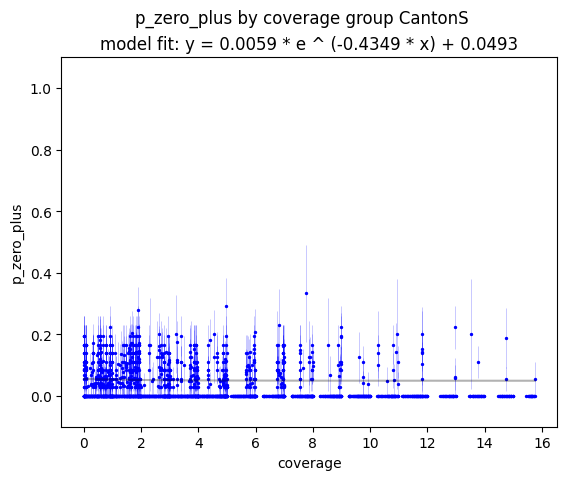 p_zero_plus by coverage group CantonS
model fit: y = 0.0059 * e ^ (-0.4349 * x) + 0.0493
1.0
0.8
0.6
0.4
0.2
0.0
p_zero_plus
0 2 4 6 8 10 12 14 16
coverage